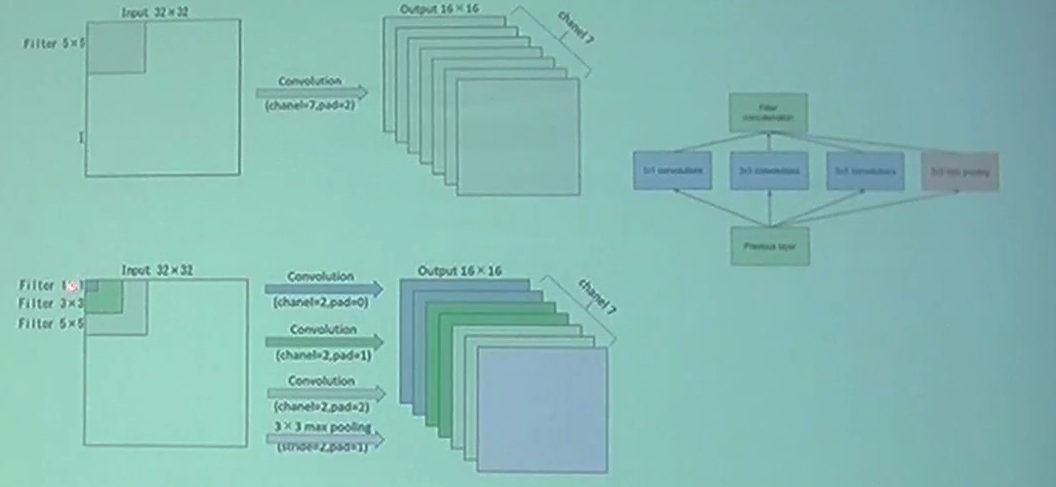 Input 32×32
Filter 5×5
Convolution
(chanel=7,pad=2)
Output 16×16
chanel 7
Filter
concatenation
1x1 convolutions
3x3 convolutions
5x5 convolutions
3x3 max pooling
Previous layer
Input 32×32
Filter
Filter 3×3
Filter 5×5
Convolution
(channel=2,pad=0)
Convolution
(chanel=2,pad=1)
Convolution
(chanel=2,pad=2)
3×3 max pooling
(stride=2,pad=1)
Output 16×16
chanel 7